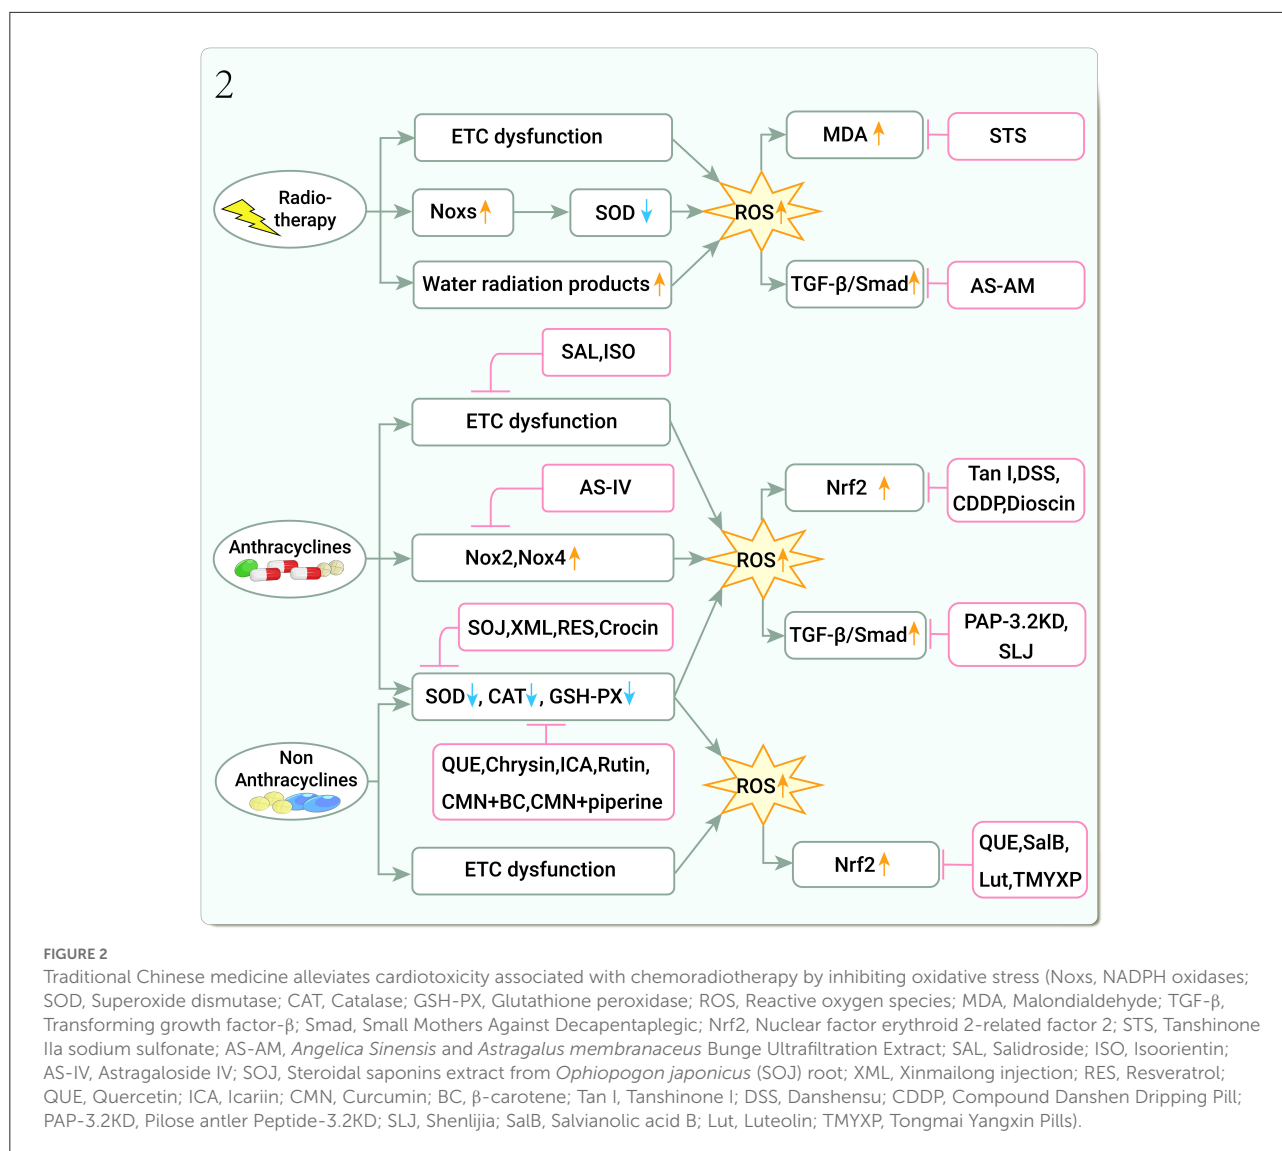 2
ETC dysfunction
MDA
STS
Radio-
therapy
Noxs
SOD
ROS
Water radiation products
TGF-β/Smad
AS-AM
SAL,ISO
ETC dysfunction
AS-IV
Nrf2
Tan I,DSS,
CDDP,Dioscin
Anthracyclines
Nox2,Nox4
ROS
SOJ,XML,RES,Crocin
TGF-β/Smad
PAP-3.2KD,
SLJ
SOD, CAT, GSH-PX
Non
Anthracyclines
QUE,Chrysin,ICA,Rutin,
CMN+BC,CMN+piperine
ROS
ETC dysfunction
Nrf2
QUE,SalB,
Lut,TMYXP
FIGURE 2
Traditional Chinese medicine alleviates cardiotoxicity associated with chemoradiotherapy by inhibiting oxidative stress (Noxs, NADPH oxidases;
SOD, Superoxide dismutase; CAT, Catalase; GSH-PX, Glutathione peroxidase; ROS, Reactive oxygen species; MDA, Malondialdehyde; TGF-β,
Transforming growth factor-β; Smad, Small Mothers Against Decapentaplegic; Nrf2, Nuclear factor erythroid 2-related factor 2; STS, Tanshinone
IIa sodium sulfonate; AS-AM, Angelica Sinensis and Astragalus membranaceus Bunge Ultrafiltration Extract; SAL, Salidroside; ISO, Isoorientin;
AS-IV, Astragaloside IV; SOJ, Steroidal saponins extract from Ophiopogon japonicus (SOJ) root; XML, Xinmailong injection; RES, Resveratrol;
QUE, Quercetin; ICA, Icariin; CMN, Curcumin; BC, β-carotene; Tan I, Tanshinone I; DSS, Danshensu; CDDP, Compound Danshen Dripping Pill;
PAP-3.2KD, Pilose antler Peptide-3.2KD; SLJ, Shenlijia; SalB, Salvianolic acid B; Lut, Luteolin; TMYXP, Tongmai Yangxin Pills).